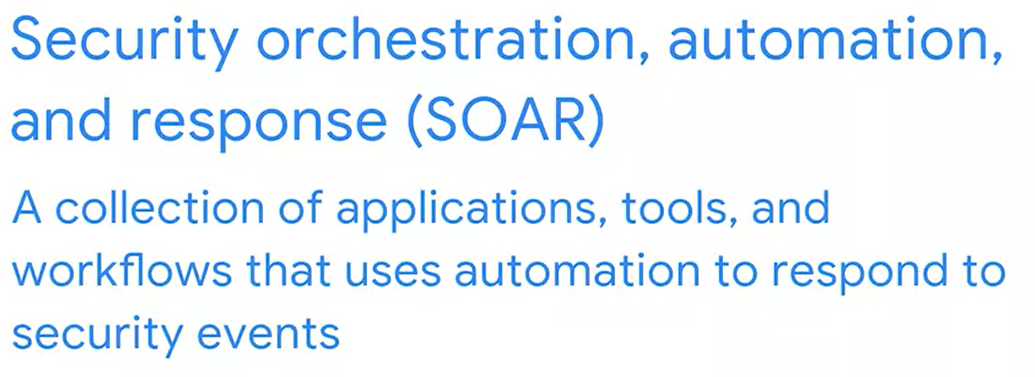 Security orchestration, automation,
and response (SOAR)
A collection of applications, tools, and
workflows that uses automation to respond to
security events